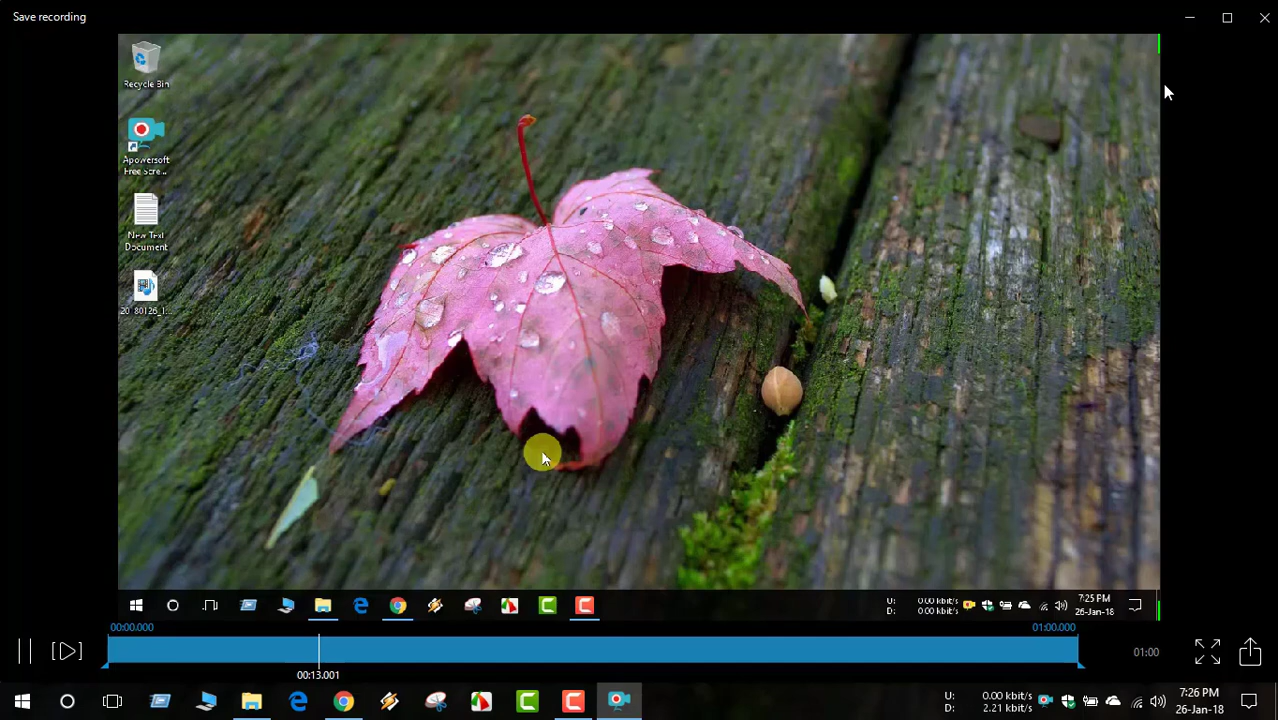 Save recording
Recycle Bin
Apowersoft
Free Scre...
New Text
Document
20180126_1...
U: 0.00 kbit/s
D: 0.00 kbit/s
7:25 PM
26-Jan-18
00:00.000
01:00.000
01:00
00:13.001
U: 0.00 kbit/s
D: 2.21 kbit/s
7:26 PM
26-Jan-18